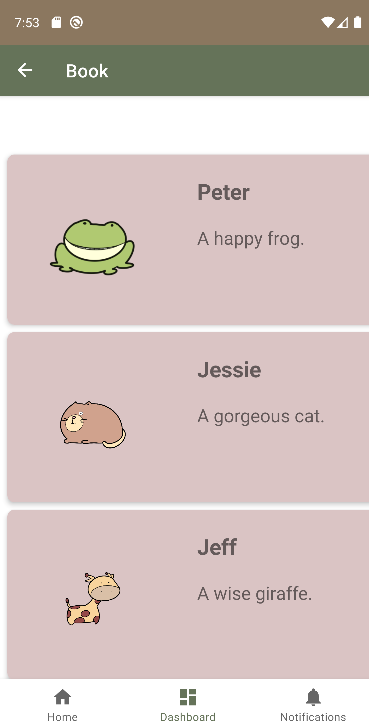 7:53
Book
Peter
A happy frog.
Jessie
A gorgeous cat.
Jeff
A wise giraffe.
Home Dashboard Notifications